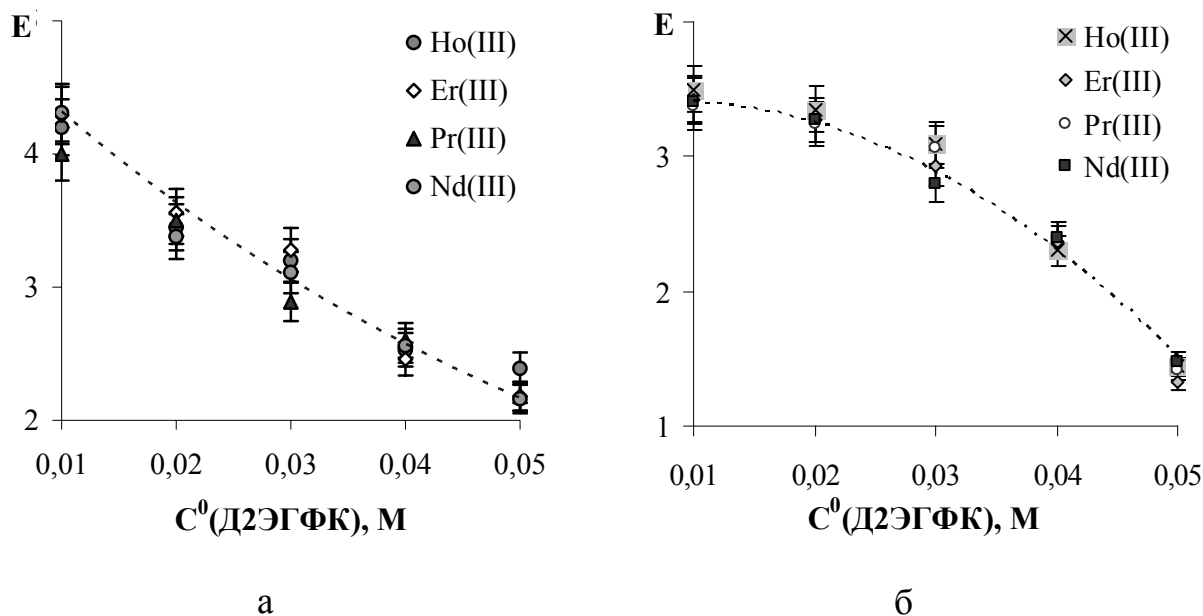 E
4
3
2
0,01 0,02 0,03 0,04 0,05
C⁰(Д2ЭГФК), М
Ho(III)
Er(III)
Pr(III)
Nd(III)
а
E
4
3
2
1
0,01 0,02 0,03 0,04 0,05
C⁰(Д2ЭГФК), М
Ho(III)
Er(III)
Pr(III)
Nd(III)
б